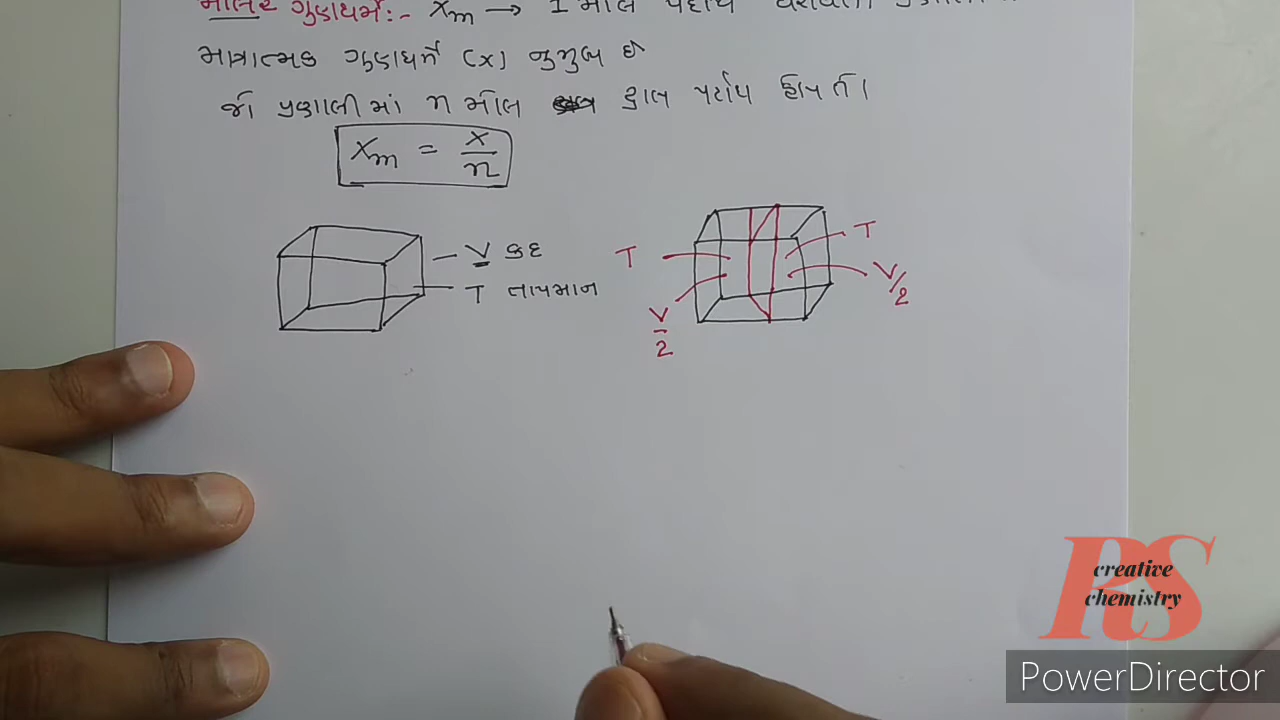 મોલર ગુણધર્મ:- Xm → 1 મોલ પદાર્થ ધરાવતી
માત્રાત્મક ગુણધર્મ (x)
જો પ્રણાલીમાં n મોલ કુલ પદાર્થ હોય તો
Xm = X/n
V કદ
T તાપમાન
T
T
V/2
V/2
creative
chemistry
RS
PowerDirector